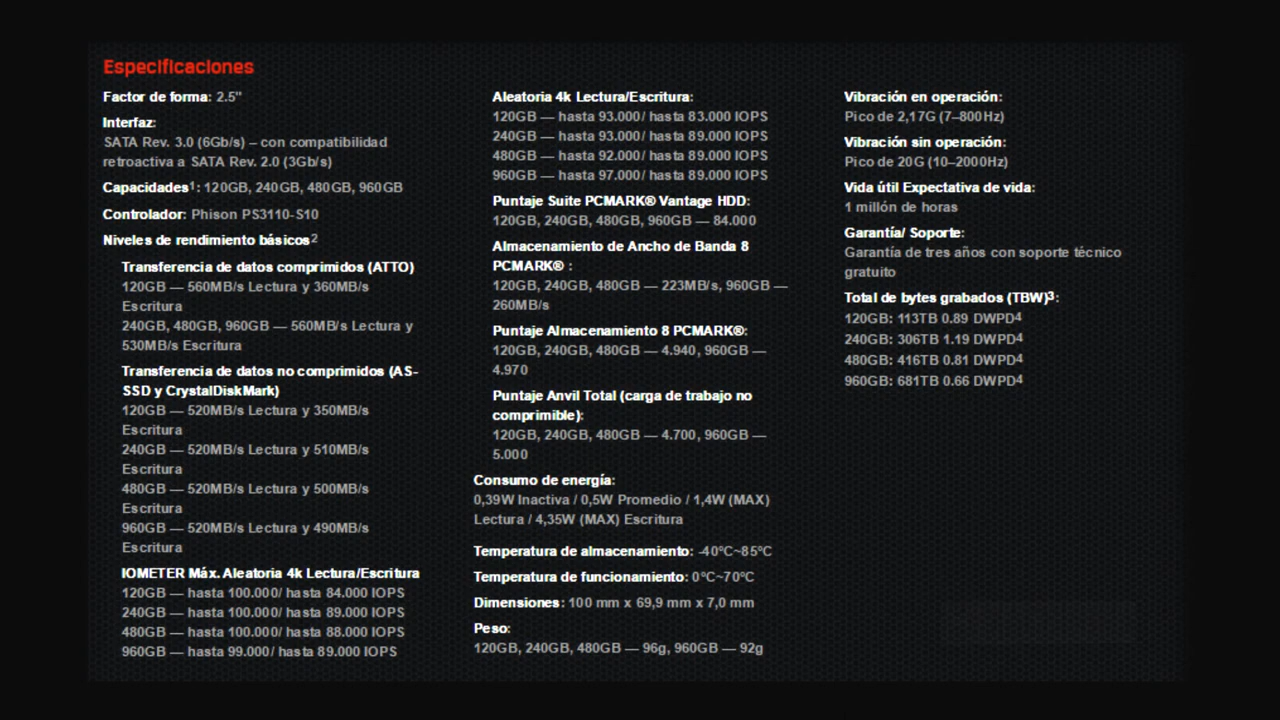 Especificaciones
Factor de forma: 2.5"
Interfaz:
SATA Rev. 3.0 (6Gb/s) – con compatibilidad
retroactiva a SATA Rev. 2.0 (3Gb/s)
Capacidades1: 120GB, 240GB, 480GB, 960GB
Controlador: Phison PS3110-S10
Niveles de rendimiento básicos2
Transferencia de datos comprimidos (ATTO)
120GB — 560MB/s Lectura y 360MB/s
Escritura
240GB, 480GB, 960GB — 560MB/s Lectura y
530MB/s Escritura
Transferencia de datos no comprimidos (AS-
SSD y CrystalDiskMark)
120GB — 520MB/s Lectura y 350MB/s
Escritura
240GB — 520MB/s Lectura y 510MB/s
Escritura
480GB — 520MB/s Lectura y 500MB/s
Escritura
960GB — 520MB/s Lectura y 490MB/s
Escritura
IOMETER Máx. Aleatoria 4k Lectura/Escritura
120GB — hasta 100.000/ hasta 84.000 IOPS
240GB — hasta 100.000/ hasta 89.000 IOPS
480GB — hasta 100.000/ hasta 88.000 IOPS
960GB — hasta 99.000/ hasta 89.000 IOPS
Aleatoria 4k Lectura/Escritura:
120GB — hasta 93.000/ hasta 83.000 IOPS
240GB — hasta 93.000/ hasta 89.000 IOPS
480GB — hasta 92.000/ hasta 89.000 IOPS
960GB — hasta 97.000/ hasta 89.000 IOPS
Puntaje Suite PCMARK® Vantage HDD:
120GB, 240GB, 480GB, 960GB — 84.000
Almacenamiento de Ancho de Banda 8
PCMARK® :
120GB, 240GB, 480GB — 223MB/s, 960GB —
260MB/s
Puntaje Almacenamiento 8 PCMARK®:
120GB, 240GB, 480GB — 4.940, 960GB —
4.970
Puntaje Anvil Total (carga de trabajo no
comprimible):
120GB, 240GB, 480GB — 4.700, 960GB —
5.000
Consumo de energía:
0,39W Inactiva / 0,5W Promedio / 1,4W (MAX)
Lectura / 4,35W (MAX) Escritura
Temperatura de almacenamiento: -40°C~85°C
Temperatura de funcionamiento: 0°C~70°C
Dimensiones: 100 mm x 69,9 mm x 7,0 mm
Peso:
120GB, 240GB, 480GB — 96g, 960GB — 92g
Vibración en operación:
Pico de 2,17G (7–800Hz)
Vibración sin operación:
Pico de 20G (10–2000Hz)
Vida útil Expectativa de vida:
1 millón de horas
Garantía/ Soporte:
Garantía de tres años con soporte técnico
gratuito
Total de bytes grabados (TBW)3:
120GB: 113TB 0.89 DWPD4
240GB: 306TB 1.19 DWPD4
480GB: 416TB 0.81 DWPD4
960GB: 681TB 0.66 DWPD4